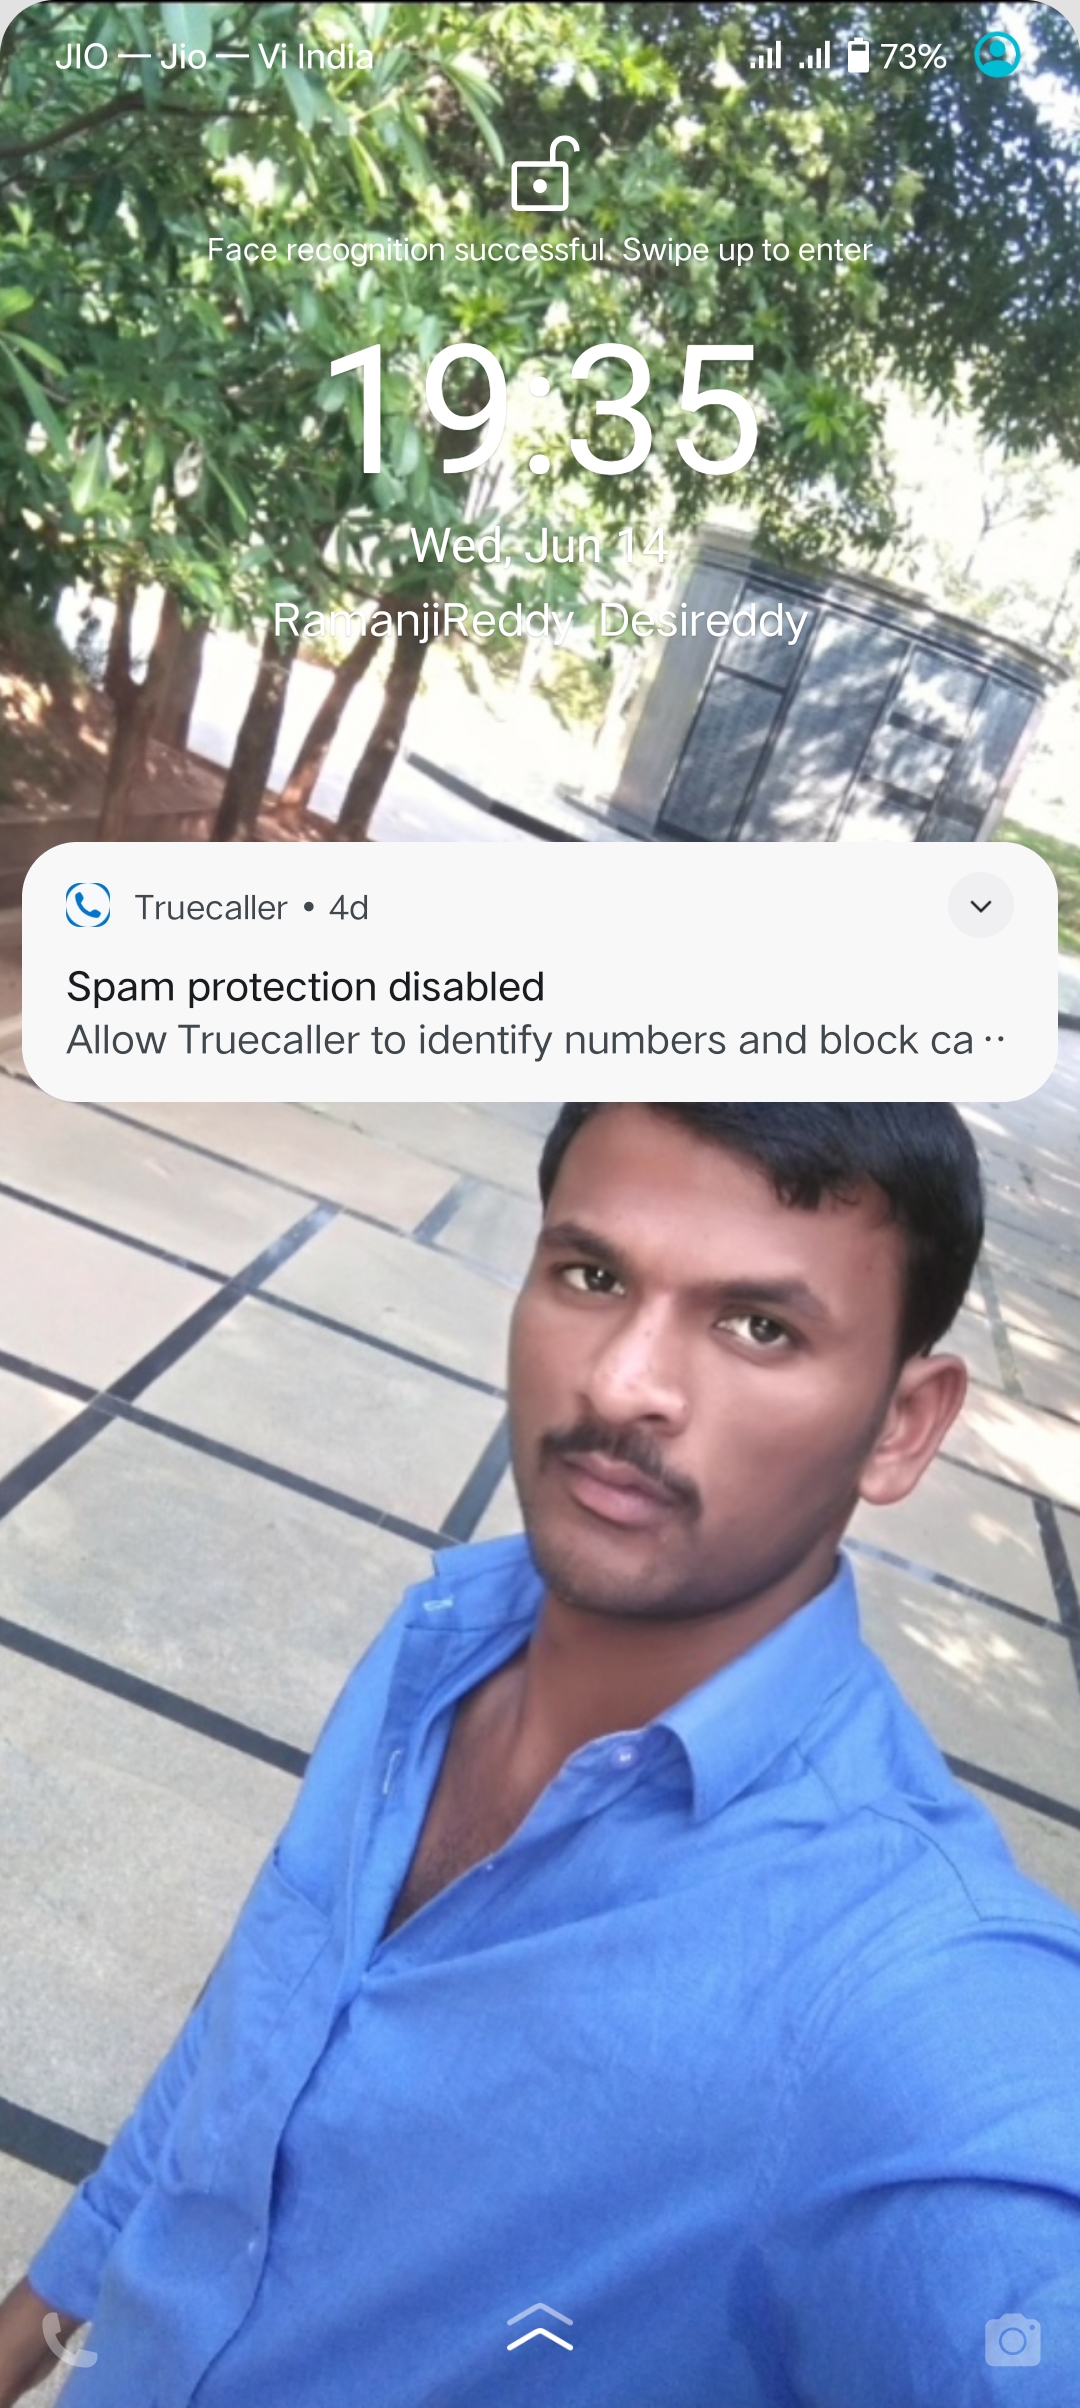 JIO — Jio — Vi India 73%
Face recognition successful. Swipe up to enter
19:35
Wed, Jun 14
RamanjiReddy Desireddy
Truecaller • 4d
Spam protection disabled
Allow Truecaller to identify numbers and block ca ··